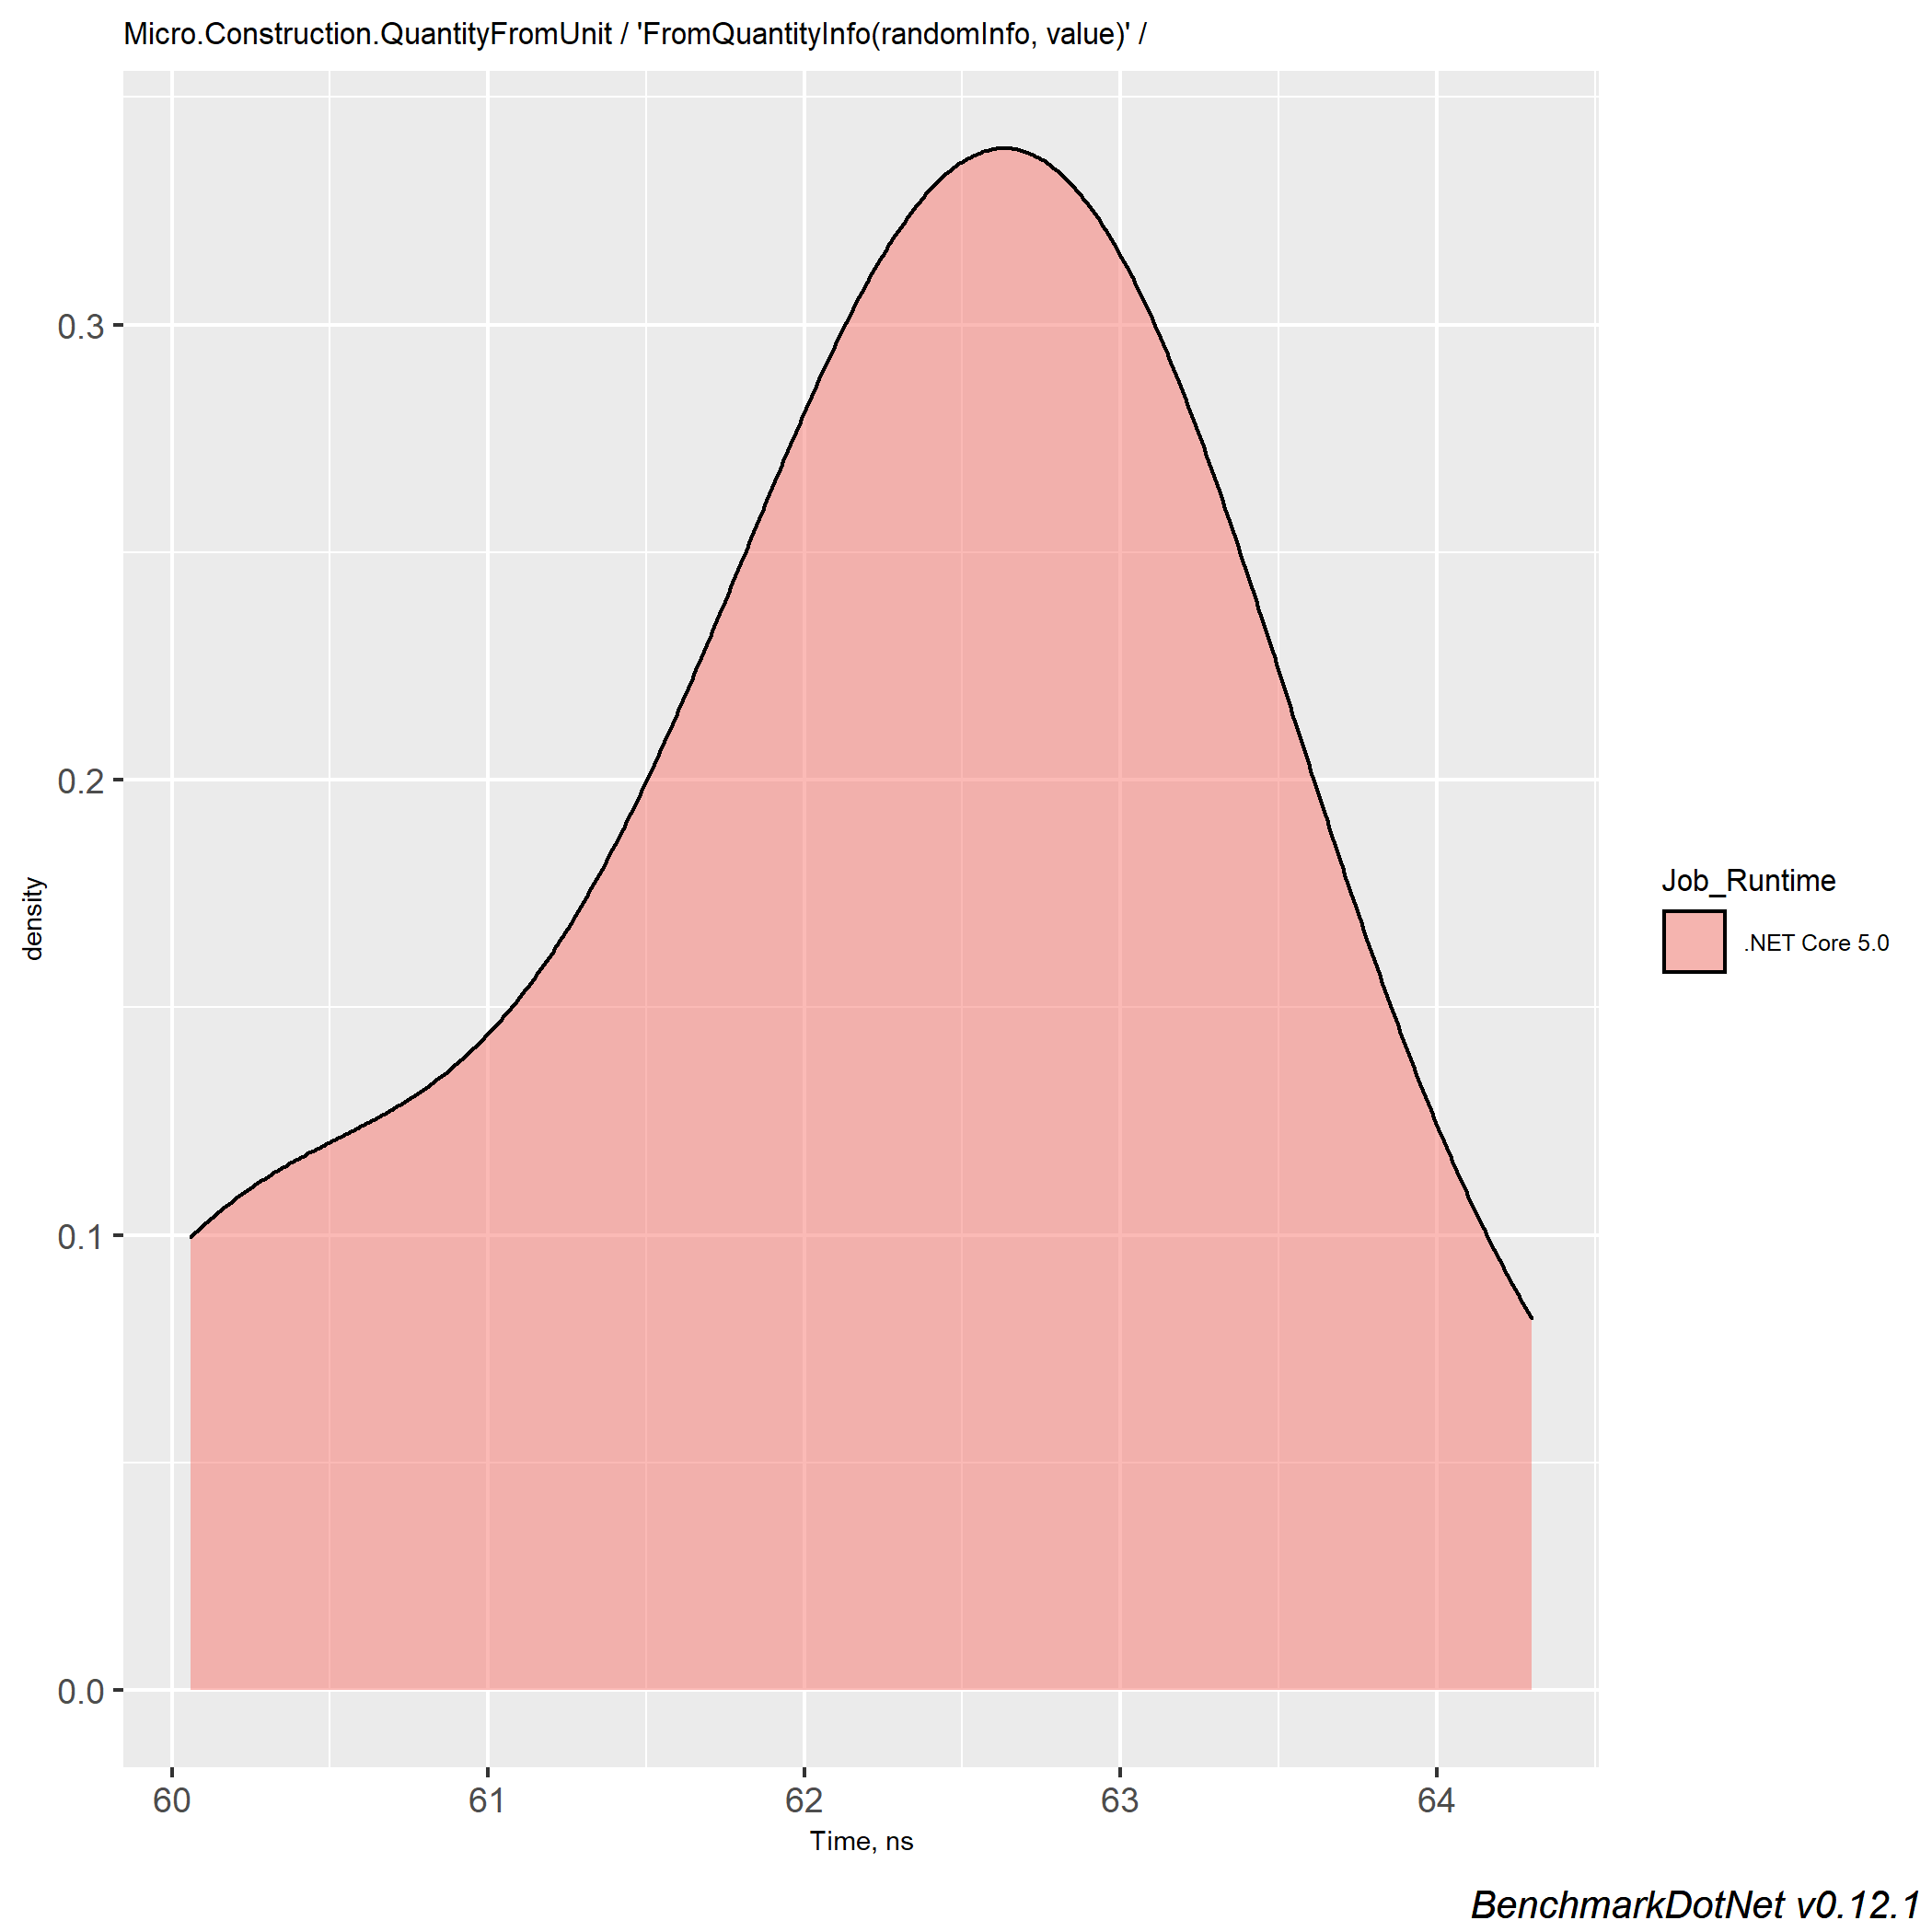 Micro.Construction.QuantityFromUnit / 'FromQuantityInfo(randomInfo, value)' /
0.3
0.2
0.1
0.0
density
60 61 62 63 64
Time, ns
Job_Runtime
.NET Core 5.0
BenchmarkDotNet v0.12.1